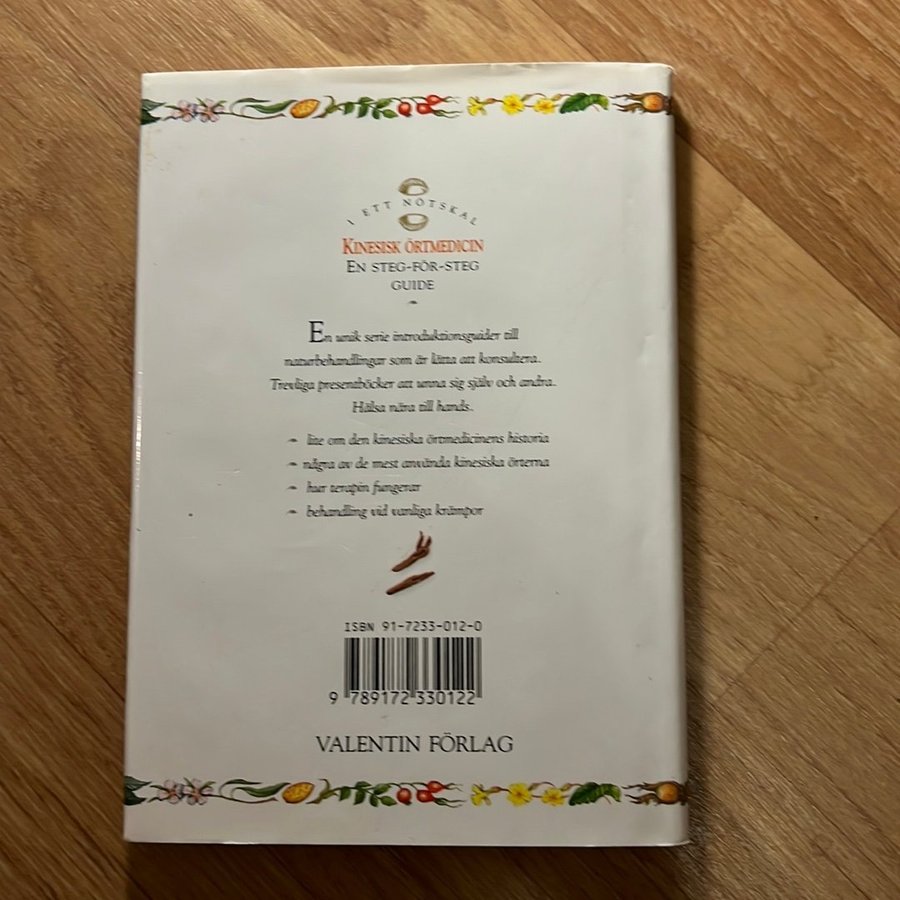 I ETT NÖTSKAL
KINESISK ÖRTMEDICIN
EN STEG-FÖR-STEG
GUIDE
En unik serie introduktionsguider till
naturbehandlingar som är lätta att konsultera.
Trevliga presentböcker att unna sig själv och andra.
Hälsa nära till hands.
lite om den kinesiska örtmedicinens historia
några av de mest använda kinesiska örterna
hur terapin fungerar
behandling vid vanliga krämpor
ISBN 91-7233-012-0
9 789172 330122
VALENTIN FÖRLAG